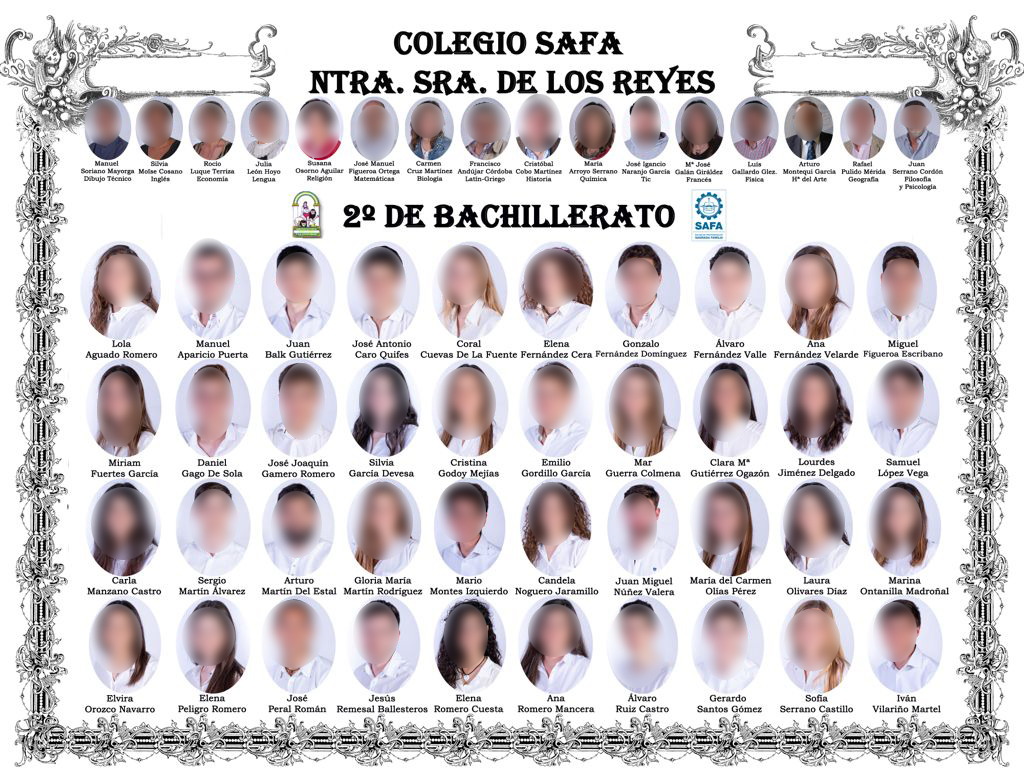 COLEGIO SAFA
NTRA. SRA. DE LOS REYES
Manuel
Soriano Mayorga
Dibujo Técnico
Silvia
Moíse Cosano
Inglés
Rocío
Luque Terriza
Economía
Julia
León Hoyo
Lengua
Susana
Osorno Aguilar
Religión
José Manuel
Figueroa Ortega
Matemáticas
Carmen
Cruz Martínez
Biología
Francisco
Andújar Córdoba
Latín-Griego
Cristóbal
Cobo Martínez
Historia
María
Arroyo Serrano
Química
José Igancio
Naranjo García
Tic
Mª José
Galán Giráldez
Francés
Luis
Gallardo Glez.
Física
Arturo
Montequi García
Hª del Arte
Rafael
Pulido Mérida
Geografía
Juan
Serrano Cordón
Filosofía
y Psicología
2º DE BACHILLERATO
SAFA
SAGRADA FAMILIA
Lola
Aguado Romero
Manuel
Aparicio Puerta
Juan
Balk Gutiérrez
José Antonio
Caro Quifes
Coral
Cuevas De La Fuente
Elena
Fernández Cera
Gonzalo
Fernández Domínguez
Álvaro
Fernández Valle
Ana
Fernández Velarde
Miguel
Figueroa Escribano
Miriam
Fuertes García
Daniel
Gago De Sola
José Joaquín
Gamero Romero
Silvia
García Devesa
Cristina
Godoy Mejías
Emilio
Gordillo García
Mar
Guerra Colmena
Clara Mª
Gutiérrez Ogazón
Lourdes
Jiménez Delgado
Samuel
López Vega
Carla
Manzano Castro
Sergio
Martín Álvarez
Arturo
Martín Del Estal
Gloria María
Martín Rodríguez
Mario
Montes Izquierdo
Candela
Noguero Jaramillo
Juan Miguel
Núñez Valera
María del Carmen
Olías Pérez
Laura
Olivares Díaz
Marina
Ontanilla Madroñal
Elvira
Orozco Navarro
Elena
Peligro Romero
José
Peral Román
Jesús
Remesal Ballesteros
Elena
Romero Cuesta
Ana
Romero Mancera
Álvaro
Ruiz Castro
Gerardo
Santos Gómez
Sofía
Serrano Castillo
Iván
Vilariño Martel